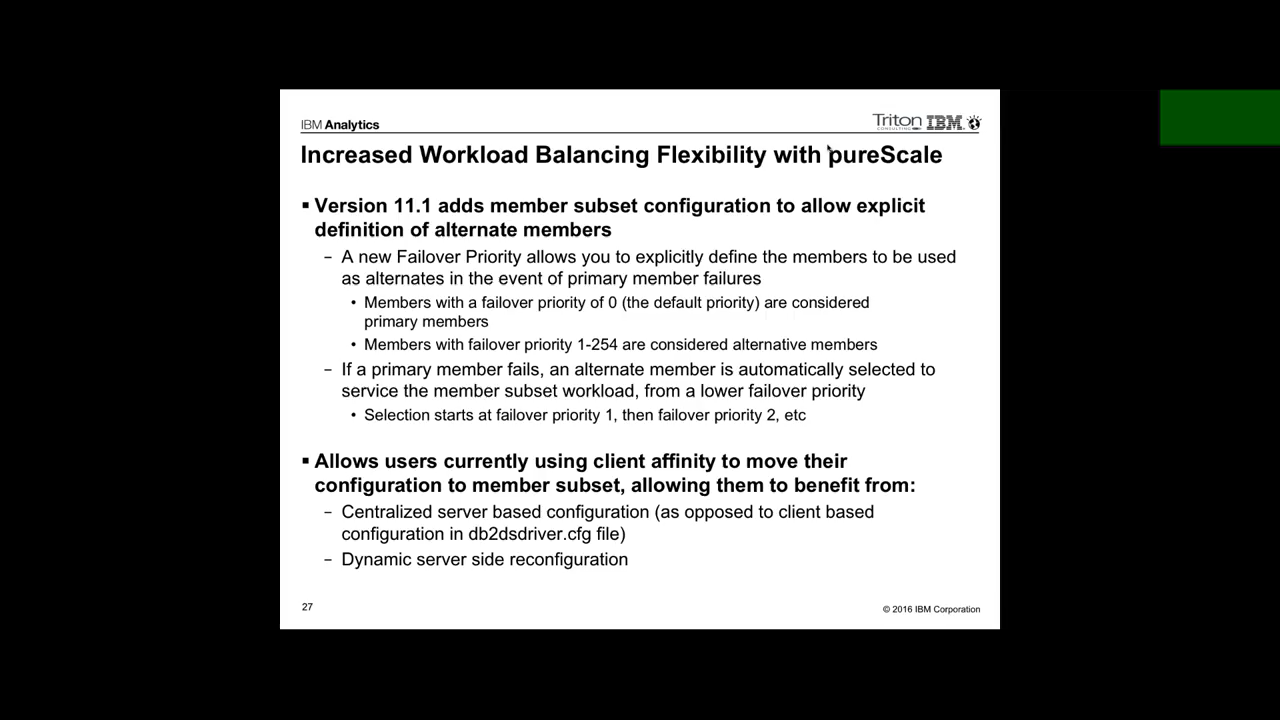 IBM Analytics
Triton IBM
CONSULTING
Increased Workload Balancing Flexibility with pureScale
▪ Version 11.1 adds member subset configuration to allow explicit
definition of alternate members
– A new Failover Priority allows you to explicitly define the members to be used
as alternates in the event of primary member failures
• Members with a failover priority of 0 (the default priority) are considered
primary members
• Members with failover priority 1-254 are considered alternative members
– If a primary member fails, an alternate member is automatically selected to
service the member subset workload, from a lower failover priority
• Selection starts at failover priority 1, then failover priority 2, etc
▪ Allows users currently using client affinity to move their
configuration to member subset, allowing them to benefit from:
– Centralized server based configuration (as opposed to client based
configuration in db2dsdriver.cfg file)
– Dynamic server side reconfiguration
27
© 2016 IBM Corporation